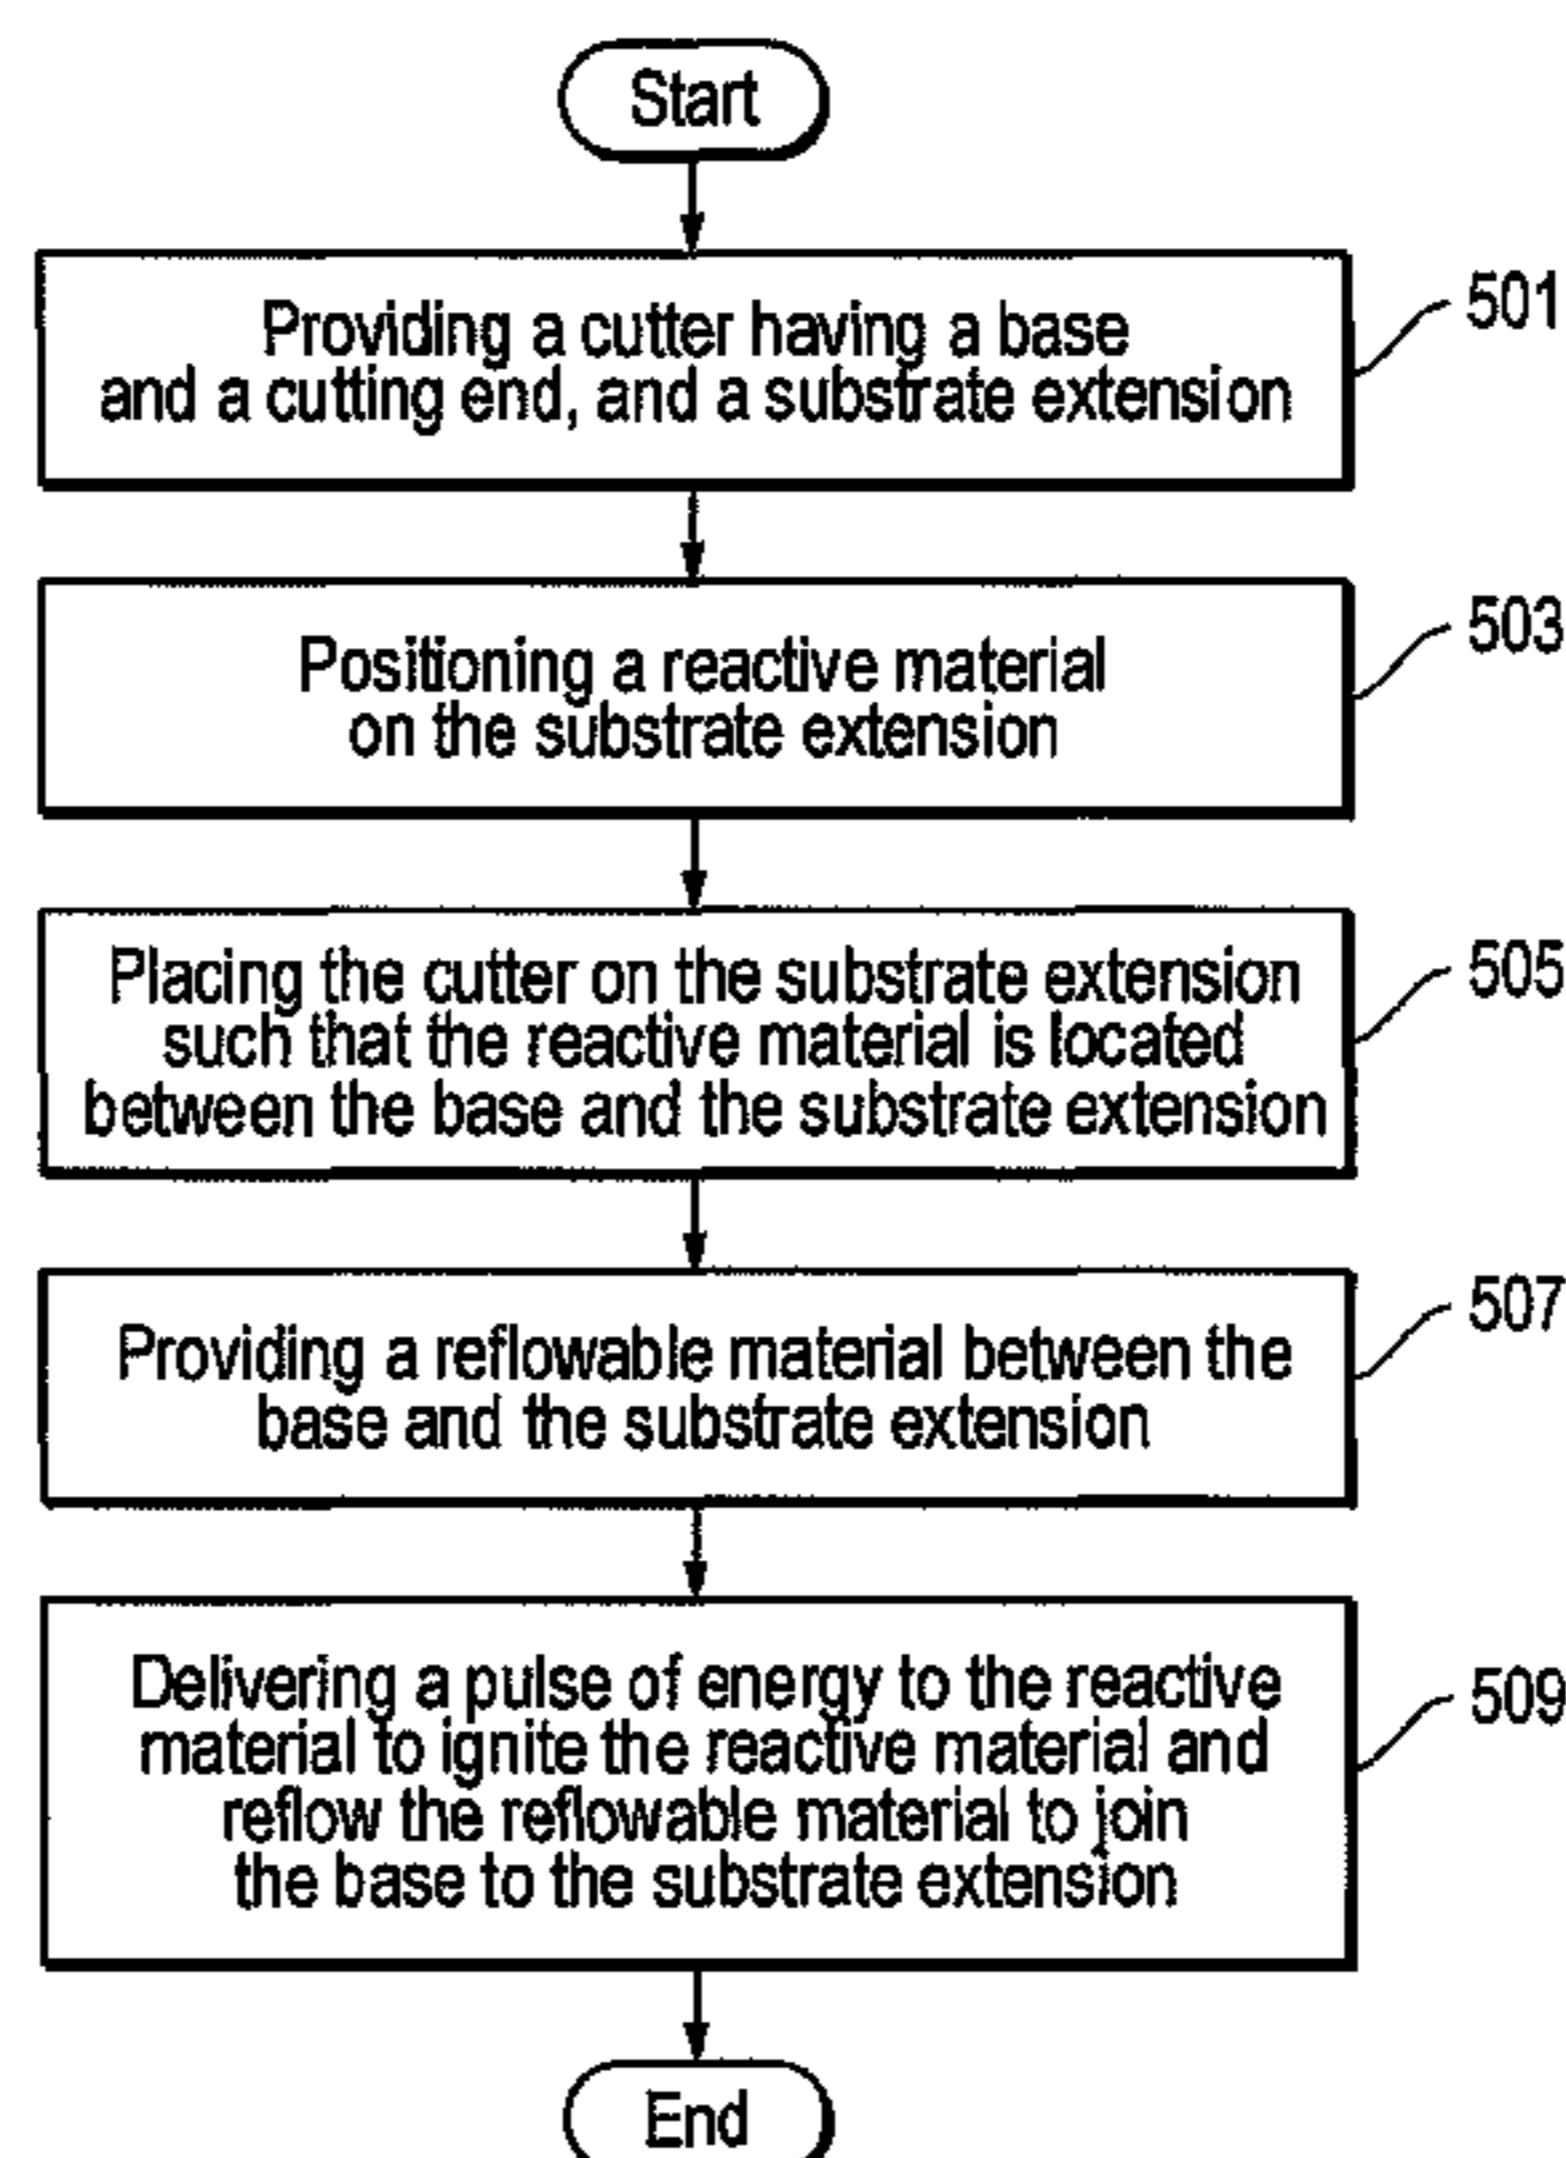 Start
Providing a cutter having a base
and a cutting end, and a substrate extension
501
Positioning a reactive material
on the substrate extension
503
Placing the cutter on the substrate extension
such that the reactive material is located
between the base and the substrate extension
505
Providing a reflowable material between the
base and the substrate extension
507
Delivering a pulse of energy to the reactive
material to ignite the reactive material and
reflow the reflowable material to join
the base to the substrate extension
509
End